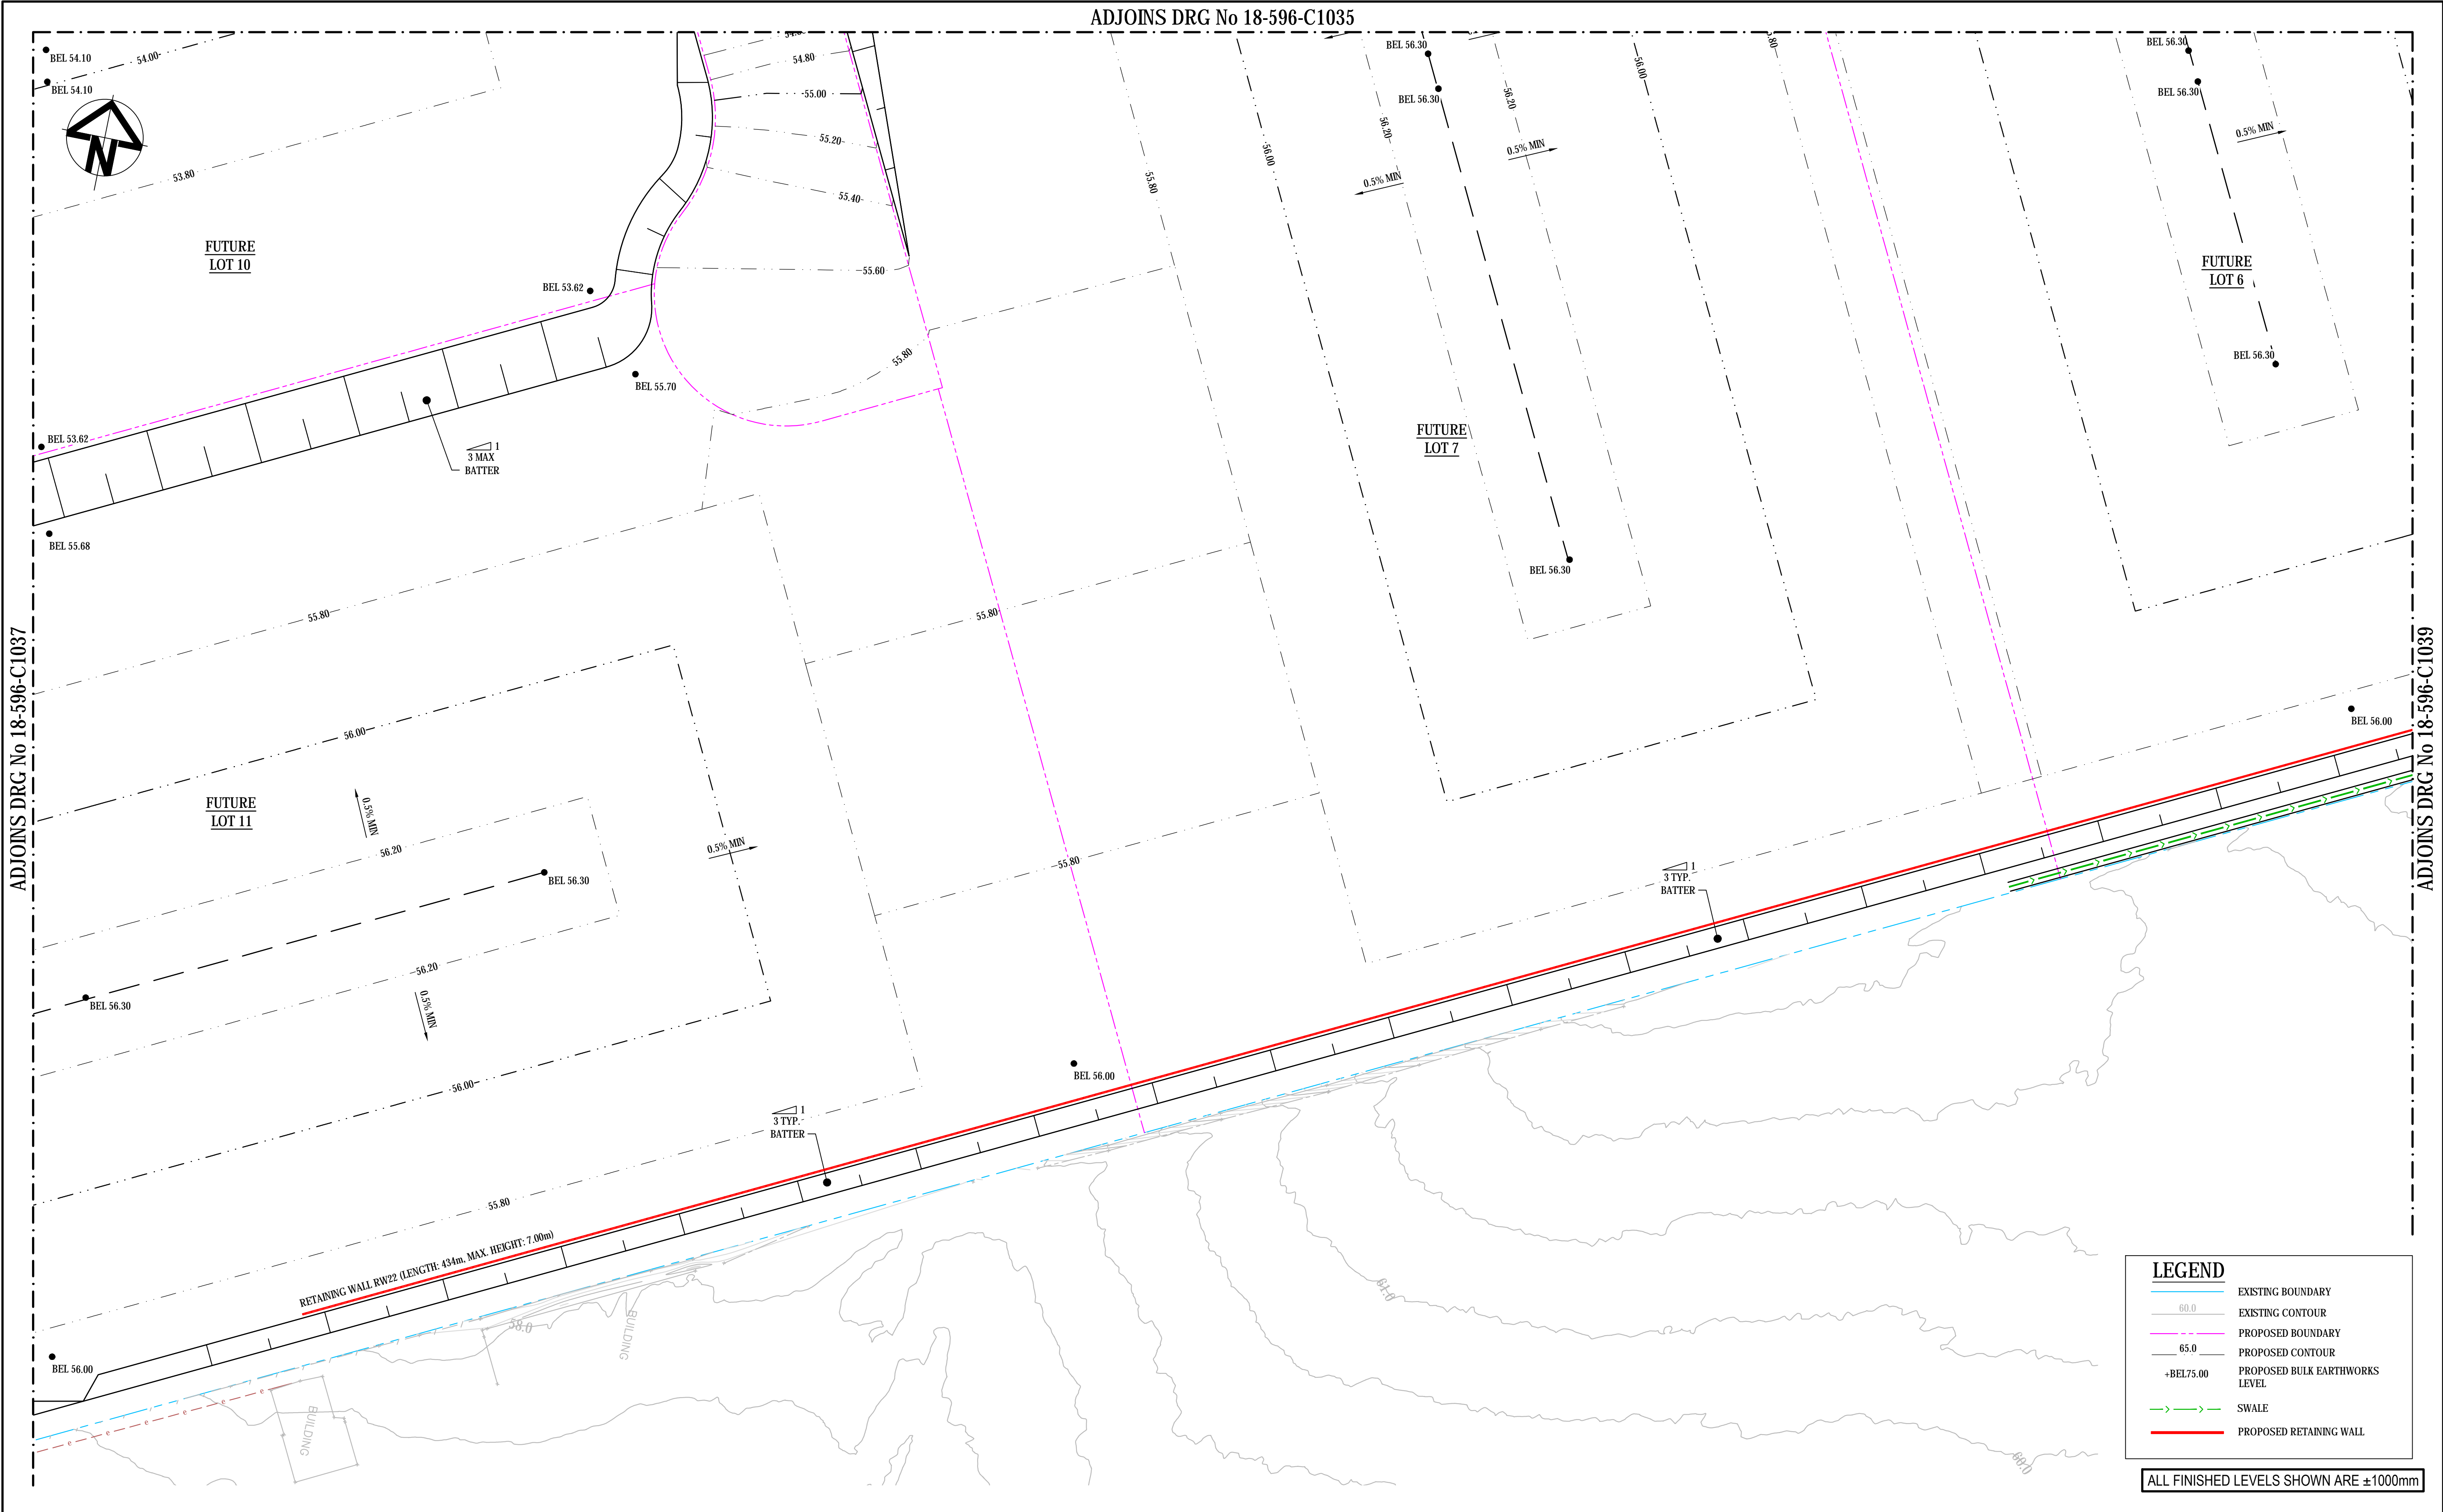 ADJOINS DRG No 18-596-C1035
BEL 54.10
54.00
BEL 54.10
N
53.80
FUTURE
LOT 10
54.80
55.00
55.20
55.40
55.60
55.80
BEL 53.62
BEL 55.70
BEL 53.62
1
3 MAX
BATTER
BEL 55.68
55.80
BEL 56.30
BEL 56.30
56.00
56.20
56.20
0.5% MIN
0.5% MIN
56.00
.80
55.80
BEL 56.30
BEL 56.30
0.5% MIN
FUTURE
LOT 6
BEL 56.30
FUTURE
LOT 7
BEL 56.30
55.80
55.80
ADJOINS DRG No 18-596-C1037
ADJOINS DRG No 18-596-C1039
56.00
FUTURE
LOT 11
0.5% MIN
56.20
0.5% MIN
BEL 56.30
56.20
BEL 56.30
0.5% MIN
56.00
BEL 56.00
1
3 TYP.
BATTER
BEL 56.00
1
3 TYP.
BATTER
55.80
RETAINING WALL RW22 (LENGTH: 434m, MAX. HEIGHT: 7.00m)
BEL 56.00
58.0
BUILDING
BUILDING
e e e e e e
61.0
60.0
LEGEND
EXISTING BOUNDARY
60.0 EXISTING CONTOUR
PROPOSED BOUNDARY
65.0 PROPOSED CONTOUR
+BEL75.00 PROPOSED BULK EARTHWORKS
LEVEL
SWALE
PROPOSED RETAINING WALL
ALL FINISHED LEVELS SHOWN ARE ±1000mm